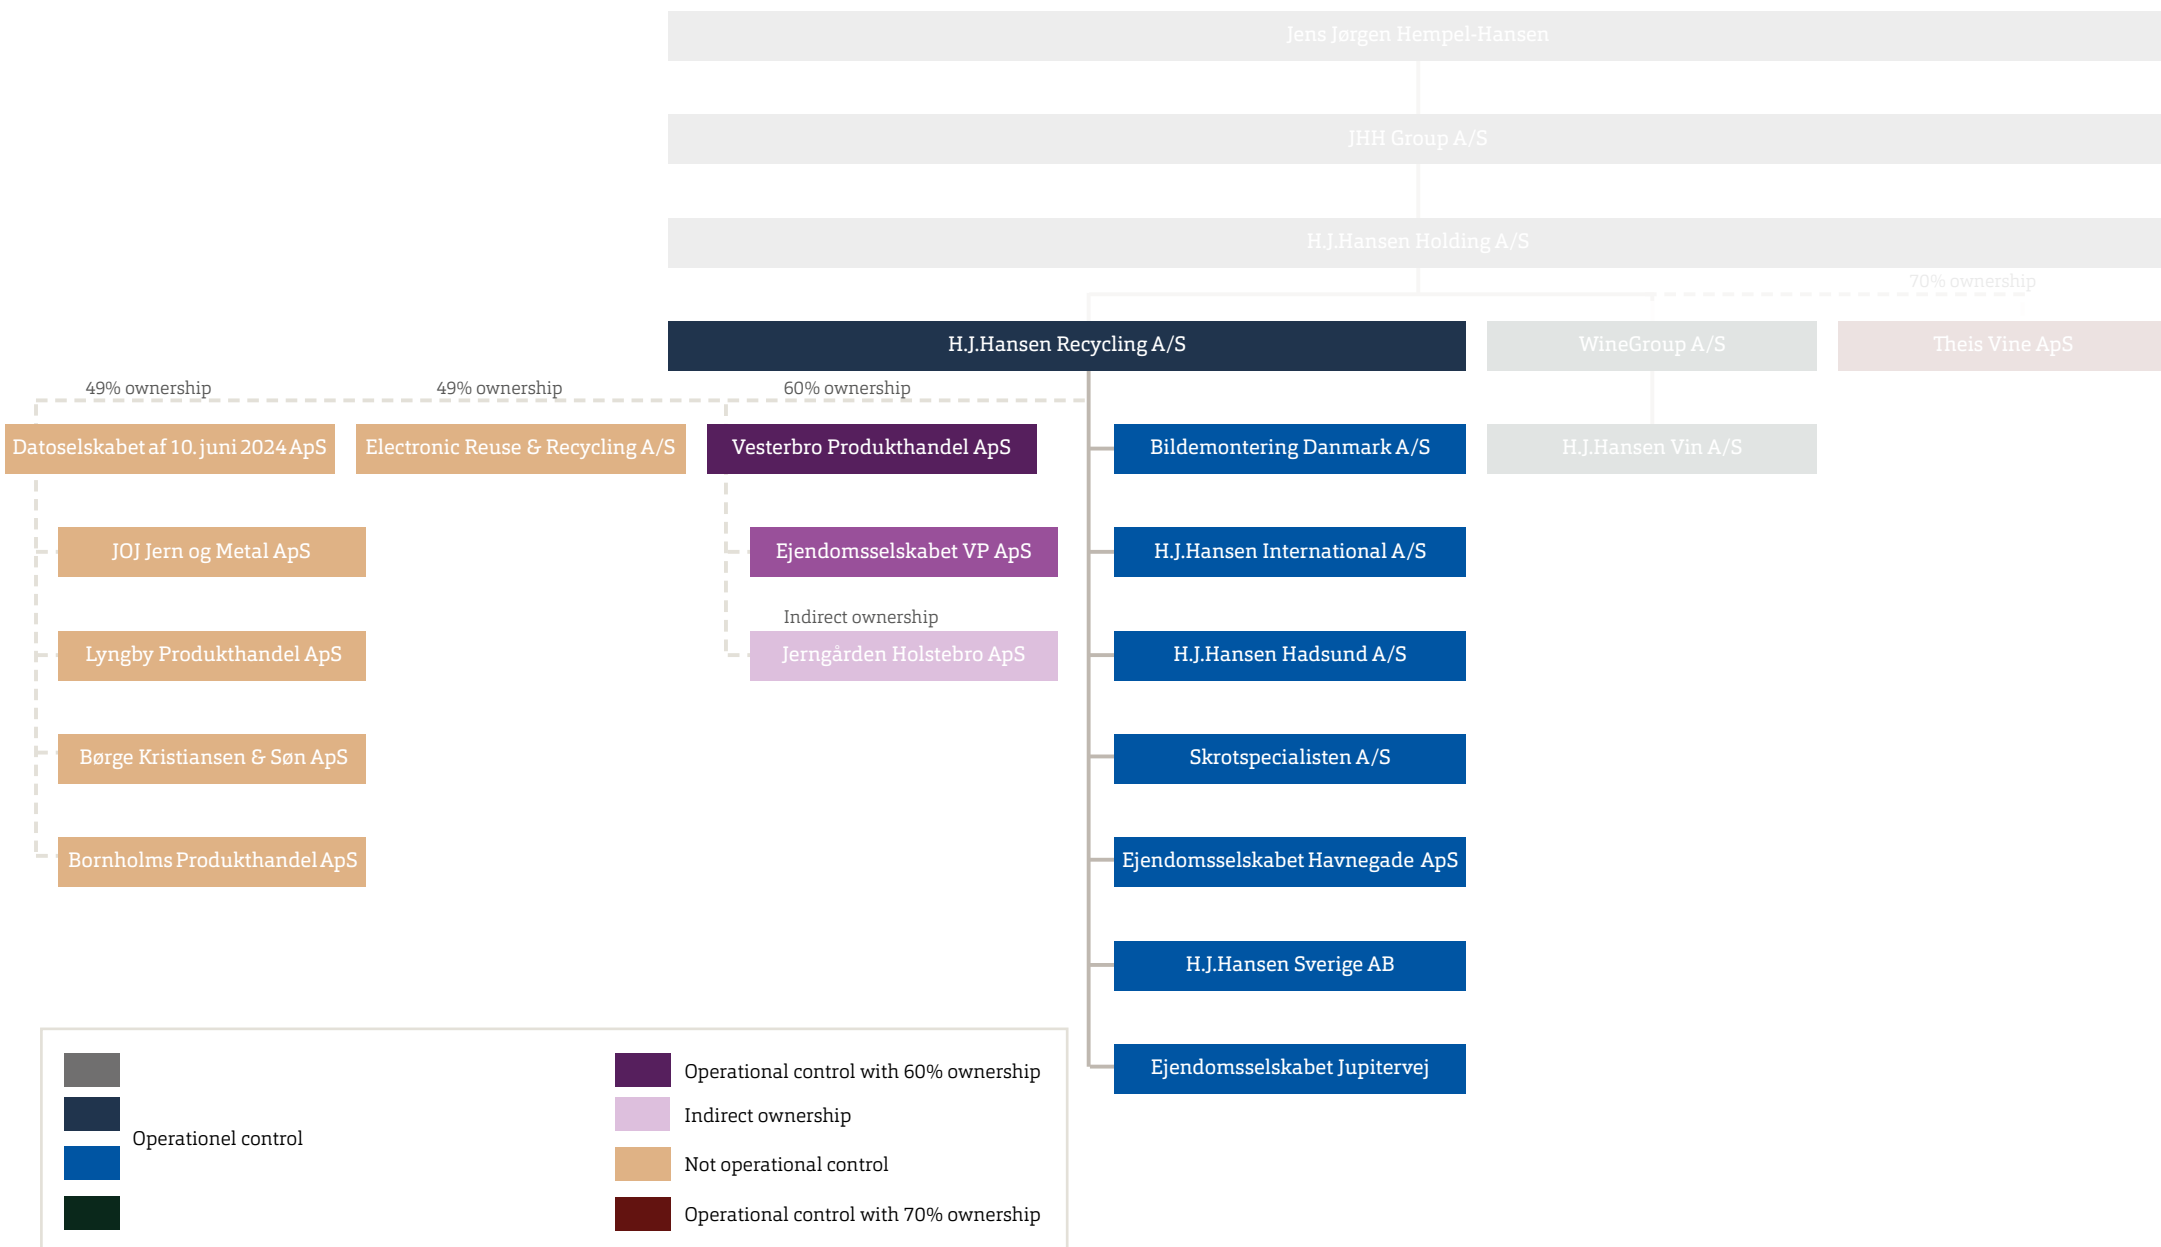 Jens Jørgen Hempel-Hansen
JHH Group A/S
H.J.Hansen Holding A/S
70% ownership
H.J.Hansen Recycling A/S
WineGroup A/S
Theis Vine ApS
49% ownership
49% ownership
60% ownership
Datoselskabet af 10. juni 2024 ApS
Electronic Reuse & Recycling A/S
Vesterbro Produkthandel ApS
Bildemontering Danmark A/S
H.J.Hansen Vin A/S
JOJ Jern og Metal ApS
Ejendomsselskabet VP ApS
H.J.Hansen International A/S
Indirect ownership
Lyngby Produkthandel ApS
Jerngården Holstebro ApS
H.J.Hansen Hadsund A/S
Børge Kristiansen & Søn ApS
Skrotspecialisten A/S
Bornholms Produkthandel ApS
Ejendomsselskabet Havnegade ApS
H.J.Hansen Sverige AB
Ejendomsselskabet Jupitervej
Operationel control
Operational control with 60% ownership
Indirect ownership
Not operational control
Operational control with 70% ownership